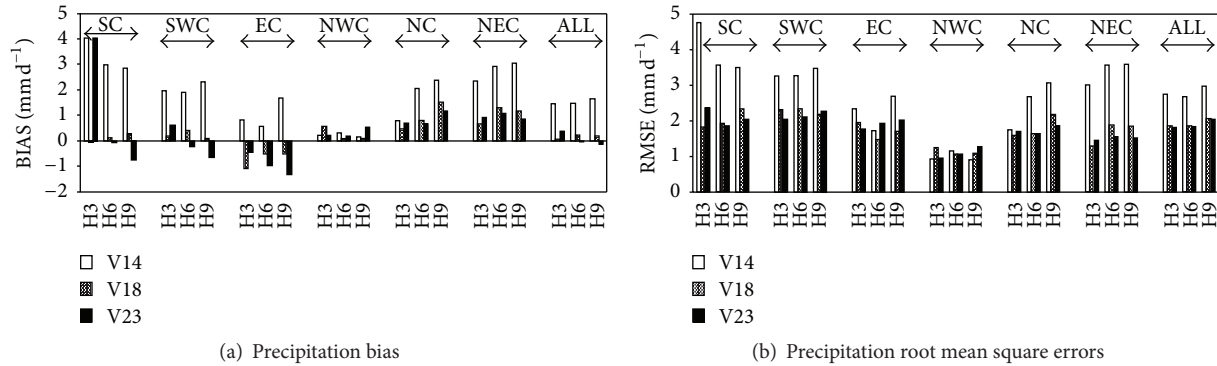 SC SWC EC NWC NC NEC ALL
5
4
3
2
1
0
−1
−2
BIAS (mm d⁻¹)
H3 H6 H9 H3 H6 H9 H3 H6 H9 H3 H6 H9 H3 H6 H9 H3 H6 H9 H3 H6 H9
V14
V18
V23
(a) Precipitation bias
SC SWC EC NWC NC NEC ALL
5
4
3
2
1
0
RMSE (mm d⁻¹)
H3 H6 H9 H3 H6 H9 H3 H6 H9 H3 H6 H9 H3 H6 H9 H3 H6 H9 H3 H6 H9
V14
V18
V23
(b) Precipitation root mean square errors